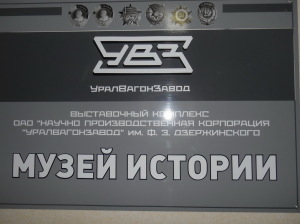 УВЗ
УРАЛВАГОНЗАВОД
ВЫСТАВОЧНЫЙ КОМПЛЕКС
ОАО "НАУЧНО ПРОИЗВОДСТВЕННАЯ КОРПОРАЦИЯ
"УРАЛВАГОНЗАВОД" ИМ. Ф. Э. ДЗЕРЖИНСКОГО
МУЗЕЙ ИСТОРИИ